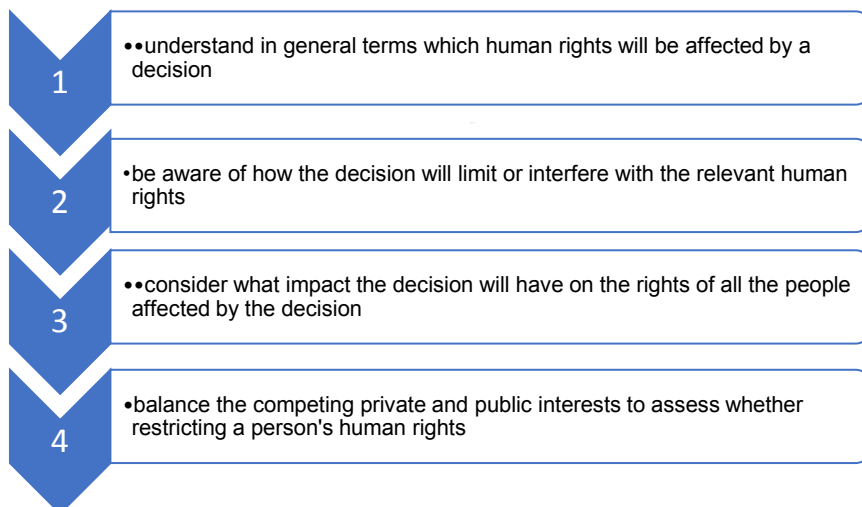 1
••understand in general terms which human rights will be affected by a
decision
2
•be aware of how the decision will limit or interfere with the relevant human
rights
3
••consider what impact the decision will have on the rights of all the people
affected by the decision
4
•balance the competing private and public interests to assess whether
restricting a person's human rights